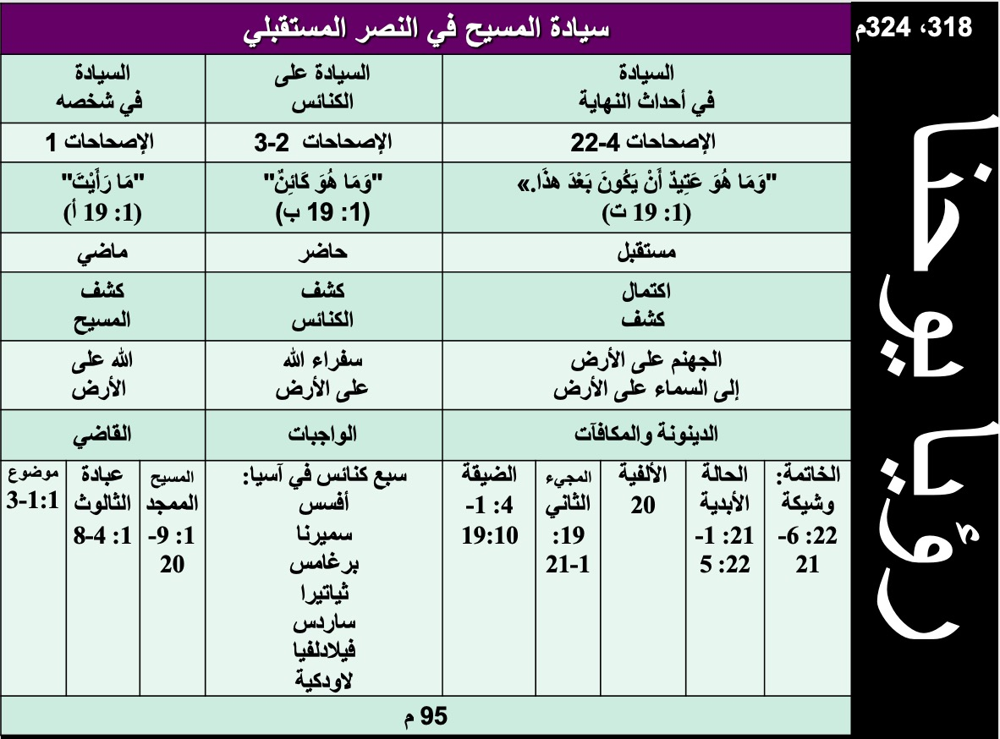 318، 324م
رؤيا يوحنا
سيادة المسيح في النصر المستقبلي
السيادة
في أحداث النهاية
السيادة على
الكنائس
السيادة
في شخصه
الإصحاحات 4-22
الإصحاحات 2-3
الإصحاحات 1
"وَمَا هُوَ عَتِيدٌ أَنْ يَكُونَ بَعْدَ هذَا.»
(1: 19 ت)
"وَمَا هُوَ كَائِنٌ"
(1: 19 ب)
"مَا رَأَيْتَ"
(1: 19 أ)
مستقبل
حاضر
ماضي
اكتمال
كشف
كشف
الكنائس
كشف
المسيح
الجهنم على الأرض
إلى السماء على الأرض
سفراء الله
على الأرض
الله على
الأرض
الدينونة والمكافآت
الواجبات
القاضي
الخاتمة:
وشيكة
22: 6-
21
الحالة
الأبدية
21: 1-
22: 5
الألفية
20
المجيء
الثاني
19:
1-21
الضيقة
4: 1-
19:10
سبع كنائس في آسيا:
أفسس
سميرنا
برغامس
ثياتيرا
ساردس
فيلادلفيا
لاودكية
المسيح
الممجد
1: 9-
20
عبادة
الثالوث
1: 4-8
موضوع
1:1-3
95 م